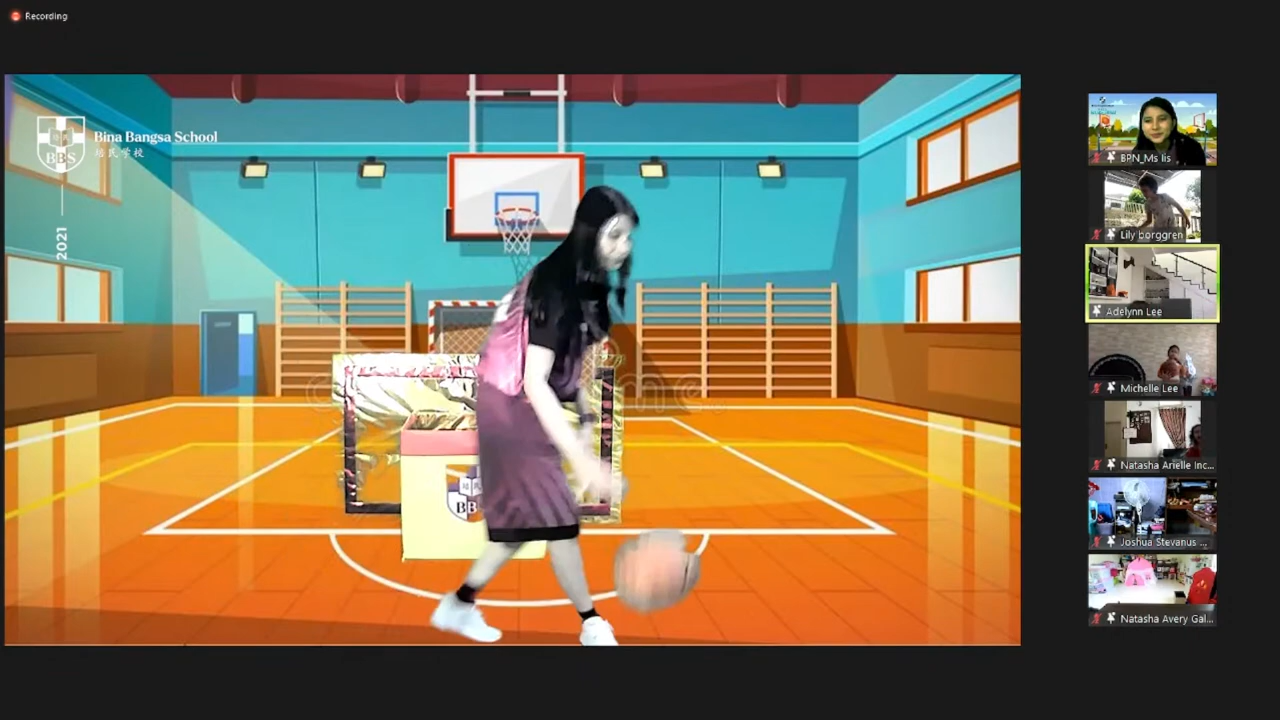 Recording
Bina Bangsa School
培民学校
BBS
2021
BB
BPN_Ms Iis
Lily borggren
Adelynn Lee
Michelle Lee
Natasha Arielle Inc...
Joshua Stevanus ...
Natasha Avery Gal...